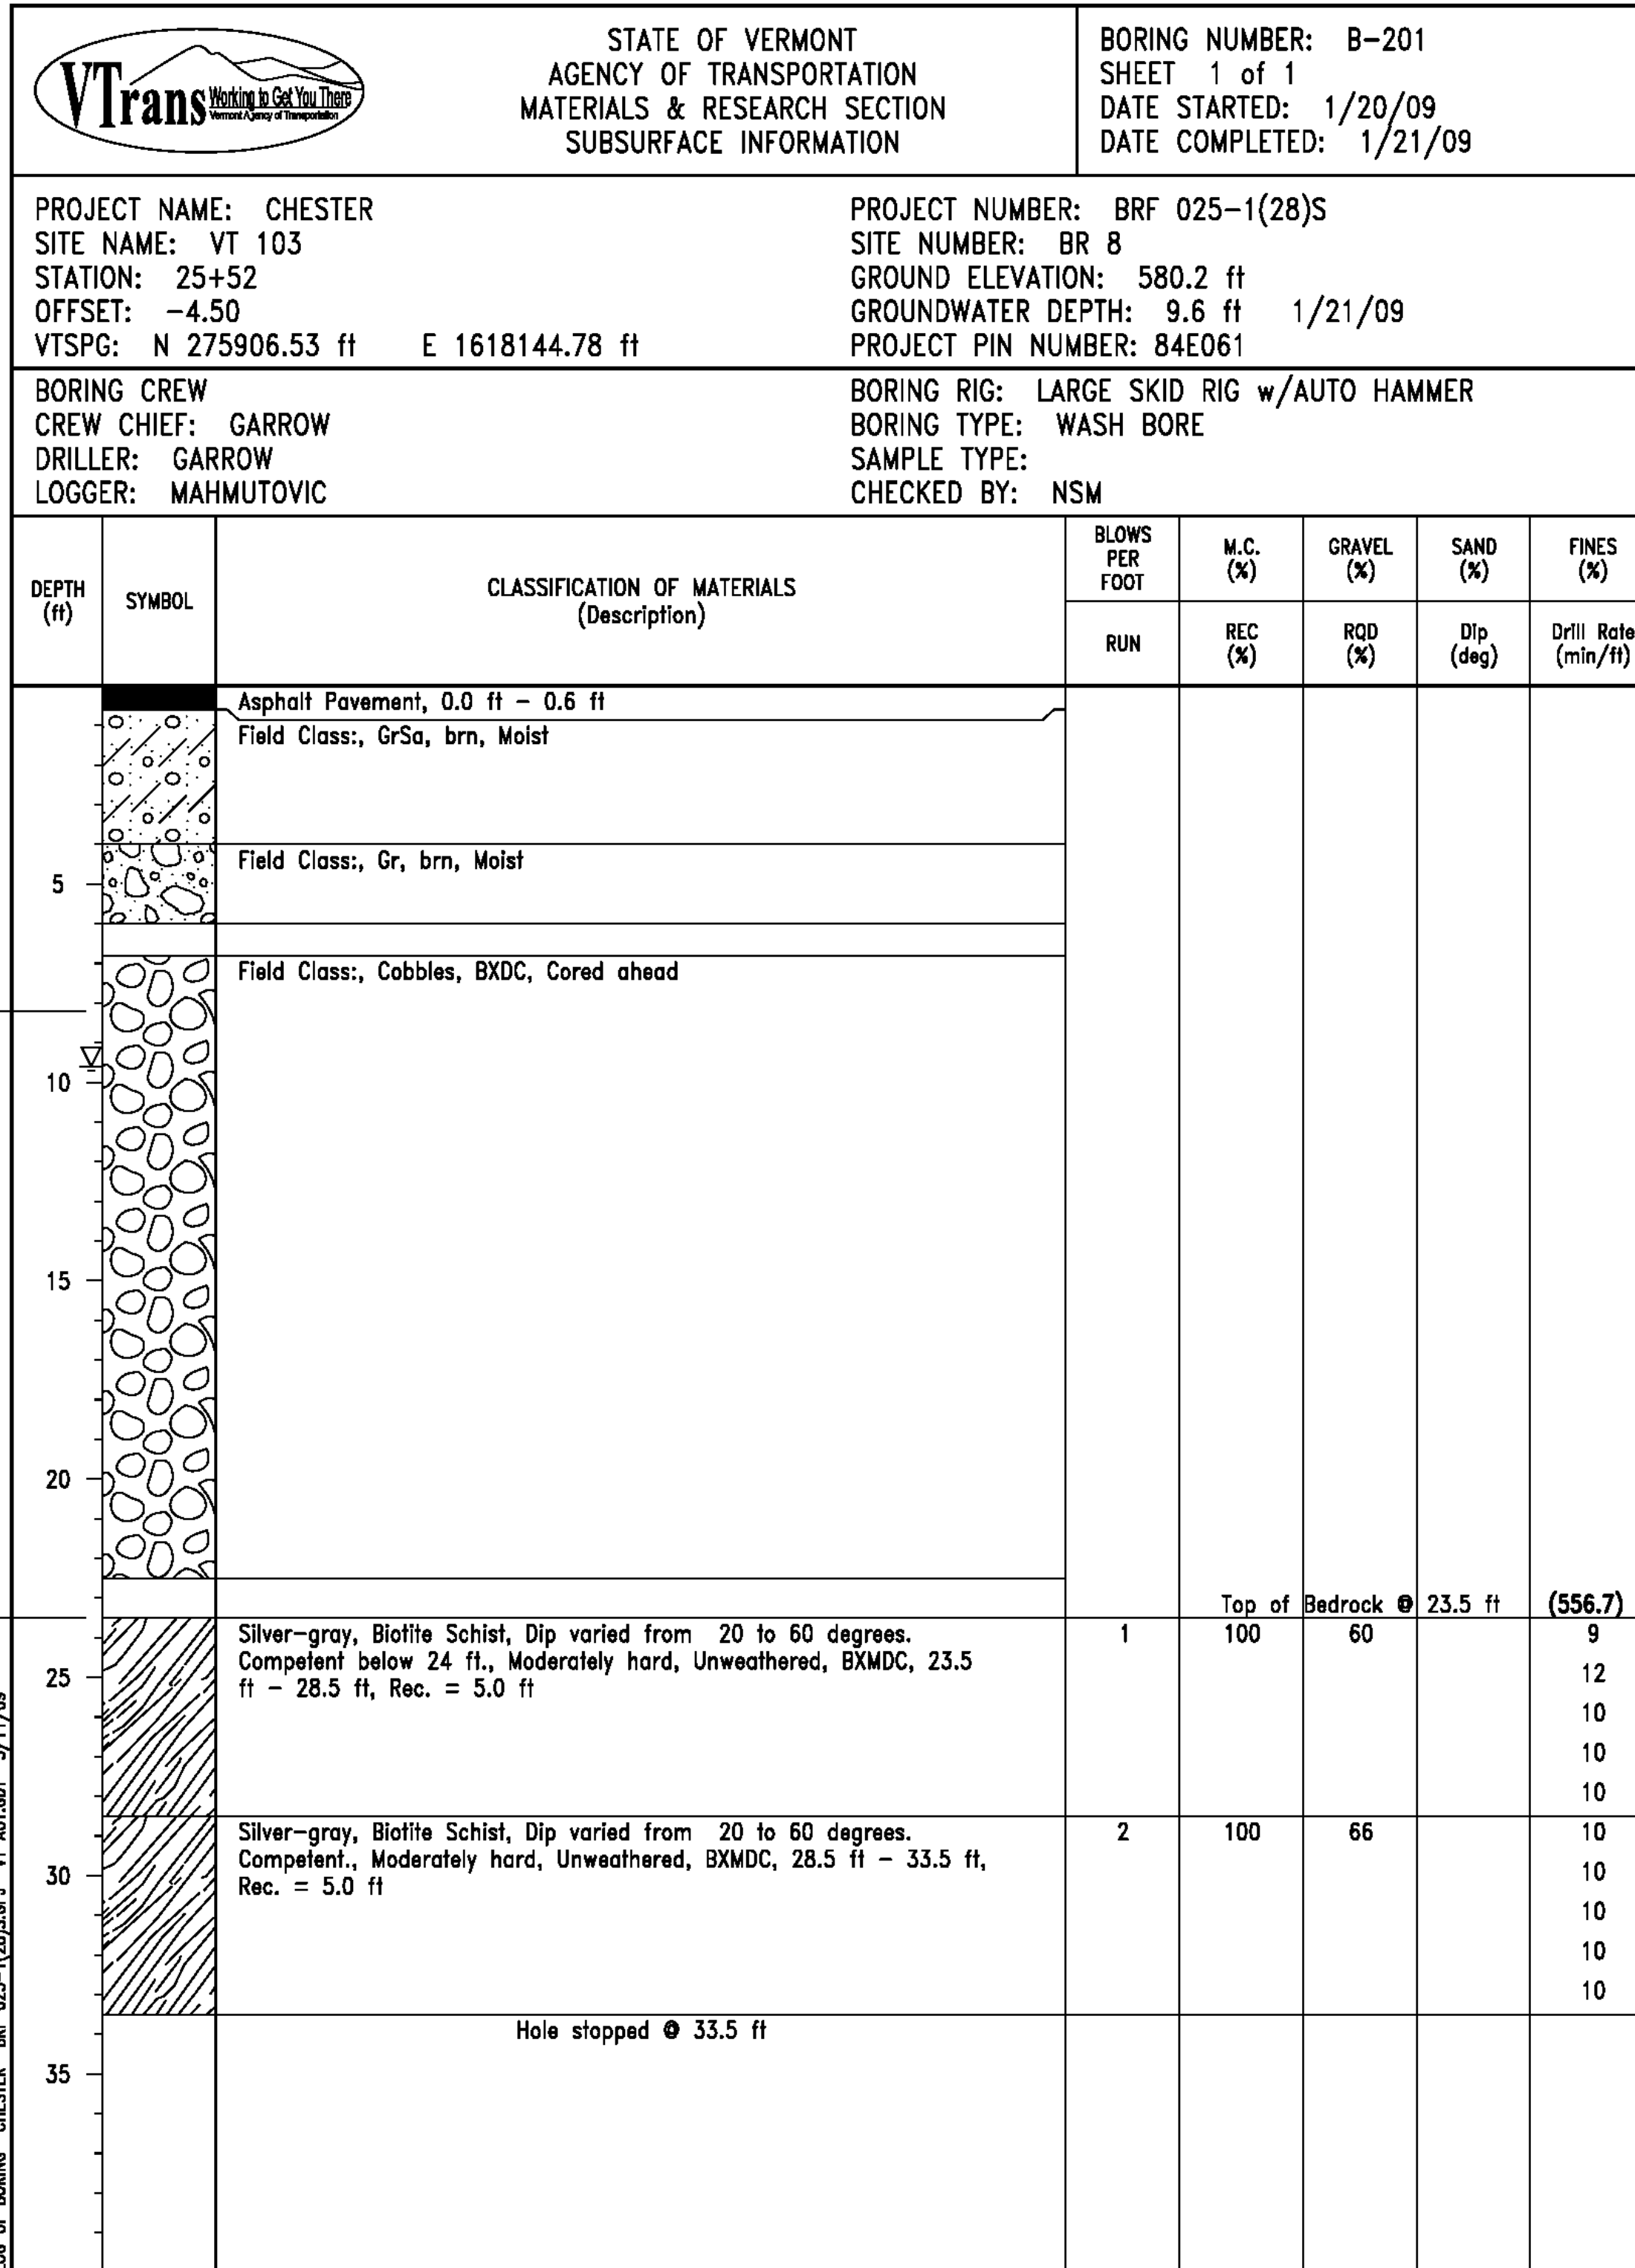 VTrans Working to Get You There
Vermont Agency of Transportation
STATE OF VERMONT
AGENCY OF TRANSPORTATION
MATERIALS & RESEARCH SECTION
SUBSURFACE INFORMATION
BORING NUMBER: B-201
SHEET 1 of 1
DATE STARTED: 1/20/09
DATE COMPLETED: 1/21/09
PROJECT NAME: CHESTER
SITE NAME: VT 103
STATION: 25+52
OFFSET: -4.50
VTSPG: N 275906.53 ft E 1618144.78 ft
PROJECT NUMBER: BRF 025-1(28)S
SITE NUMBER: BR 8
GROUND ELEVATION: 580.2 ft
GROUNDWATER DEPTH: 9.6 ft 1/21/09
PROJECT PIN NUMBER: 84E061
BORING CREW
CREW CHIEF: GARROW
DRILLER: GARROW
LOGGER: MAHMUTOVIC
BORING RIG: LARGE SKID RIG w/AUTO HAMMER
BORING TYPE: WASH BORE
SAMPLE TYPE:
CHECKED BY: NSM
DEPTH
(ft)
SYMBOL
CLASSIFICATION OF MATERIALS
(Description)
BLOWS
PER
FOOT
RUN
M.C.
(%)
REC
(%)
GRAVEL
(%)
RQD
(%)
SAND
(%)
Dip
(deg)
FINES
(%)
Drill Rate
(min/ft)
Asphalt Pavement, 0.0 ft - 0.6 ft
Field Class:, GrSa, brn, Moist
Field Class:, Gr, brn, Moist
5
Field Class:, Cobbles, BXDC, Cored ahead
10
15
20
Top of Bedrock @ 23.5 ft (556.7)
Silver-gray, Biotite Schist, Dip varied from 20 to 60 degrees.
Competent below 24 ft., Moderately hard, Unweathered, BXMDC, 23.5
ft - 28.5 ft, Rec. = 5.0 ft
1 100 60 9
12
10
10
10
25
Silver-gray, Biotite Schist, Dip varied from 20 to 60 degrees.
Competent., Moderately hard, Unweathered, BXMDC, 28.5 ft - 33.5 ft,
Rec. = 5.0 ft
2 100 66 10
10
10
10
10
30
Hole stopped @ 33.5 ft
35